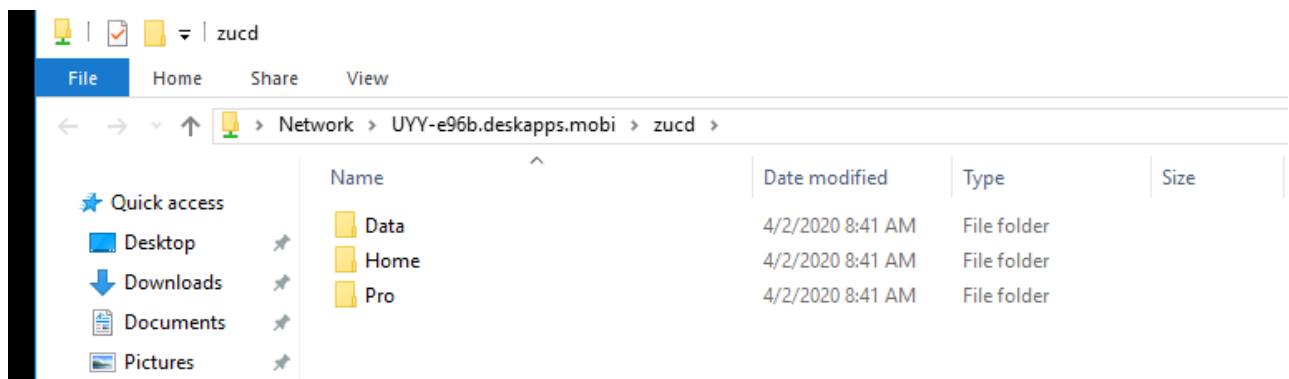 zucd
File Home Share View
Network > UYY-e96b.deskapps.mobi > zucd >
Name Date modified Type Size
Quick access
Desktop
Downloads
Documents
Pictures
Data 4/2/2020 8:41 AM File folder
Home 4/2/2020 8:41 AM File folder
Pro 4/2/2020 8:41 AM File folder